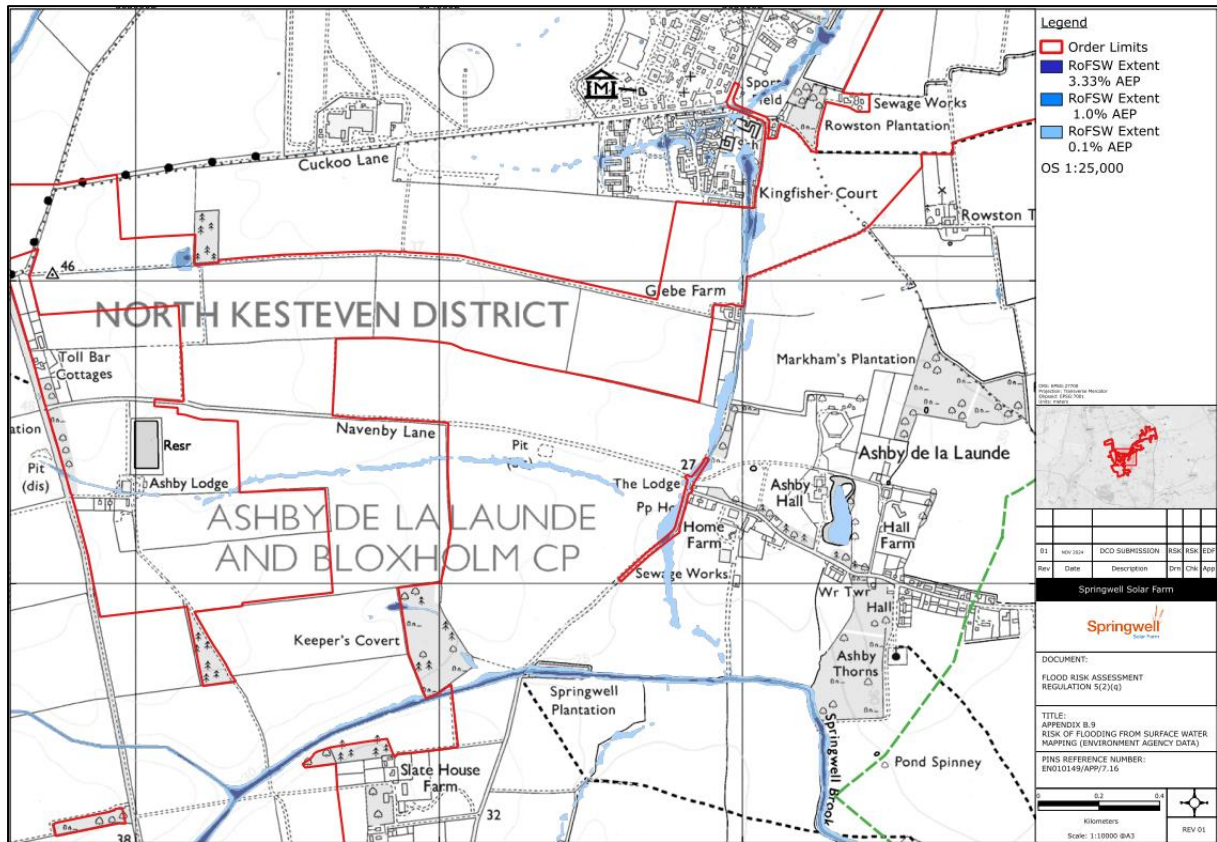 Cuckoo Lane
Sports
Field
Sewage Works
Rowston Plantation
Kingfisher Court
46
Glebe Farm
NORTH KESTEVEN DISTRICT
Toll Bar
Cottages
Markham's Plantation
Navenby Lane
Pit
Resr
Pit
(dis)
Ashby Lodge
27
The Lodge
Ashby de la Launde
Ashby
Hall
Hall
Farm
ASHBY DE LA LAUNDE
AND BLOXHOLM CP
Home
Farm
Sewage Works
Wr Twr
Hall
Keeper's Covert
Ashby
Thorns
Springwell
Plantation
Springwell Brook
Pond Spinney
Slate House
Farm
32
38
Legend
Order Limits
RoFSW Extent
3.33% AEP
RoFSW Extent
1.0% AEP
RoFSW Extent
0.1% AEP
OS 1:25,000
01 NOV 2024 DCO SUBMISSION RSK RSK EDF
Rev Date Description Drn Chk App
Springwell Solar Farm
Springwell
Solar Farm
DOCUMENT:
FLOOD RISK ASSESSMENT
REGULATION 5(2)(q)
TITLE:
APPENDIX B.9
RISK OF FLOODING FROM SURFACE WATER
MAPPING (ENVIRONMENT AGENCY DATA)
PINS REFERENCE NUMBER:
EN010149/APP/7.16
0 0.2 0.4
Kilometers
Scale: 1:10000 @A3
REV 01